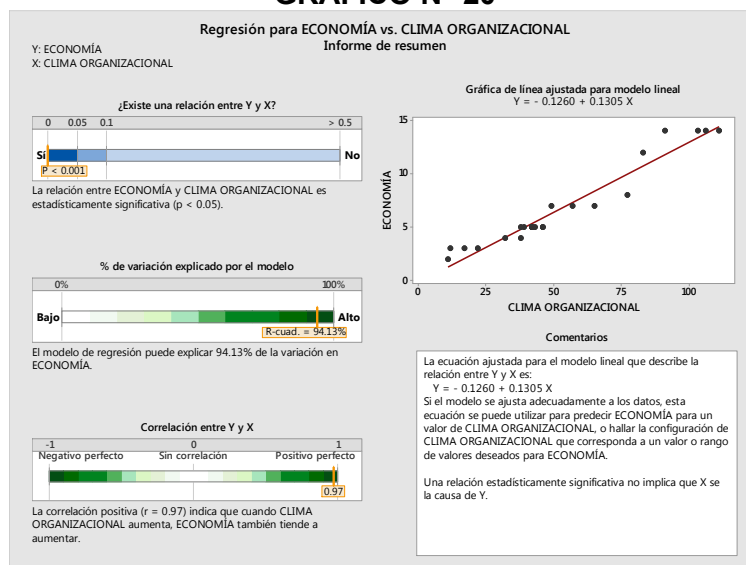 GRÁFICO N° 20
Regresión para ECONOMÍA vs. CLIMA ORGANIZACIONAL
Informe de resumen
Y: ECONOMÍA
X: CLIMA ORGANIZACIONAL
¿Existe una relación entre Y y X?
0 0.05 0.1 > 0.5
Sí No
P < 0.001
La relación entre ECONOMÍA y CLIMA ORGANIZACIONAL es
estadísticamente significativa (p < 0.05).
% de variación explicado por el modelo
0% 100%
Bajo Alto
R-cuad. = 94.13%
El modelo de regresión puede explicar 94.13% de la variación en
ECONOMÍA.
Correlación entre Y y X
-1 0 1
Negativo perfecto Sin correlación Positivo perfecto
0.97
La correlación positiva (r = 0.97) indica que cuando CLIMA
ORGANIZACIONAL aumenta, ECONOMÍA también tiende a
aumentar.
Gráfica de línea ajustada para modelo lineal
Y = - 0.1260 + 0.1305 X
15
10
5
0
ECONOMÍA
0 25 50 75 100
CLIMA ORGANIZACIONAL
Comentarios
La ecuación ajustada para el modelo lineal que describe la
relación entre Y y X es:
Y = - 0.1260 + 0.1305 X
Si el modelo se ajusta adecuadamente a los datos, esta
ecuación se puede utilizar para predecir ECONOMÍA para un
valor de CLIMA ORGANIZACIONAL, o hallar la configuración de
CLIMA ORGANIZACIONAL que corresponda a un valor o rango
de valores deseados para ECONOMÍA.
Una relación estadísticamente significativa no implica que X sea
la causa de Y.